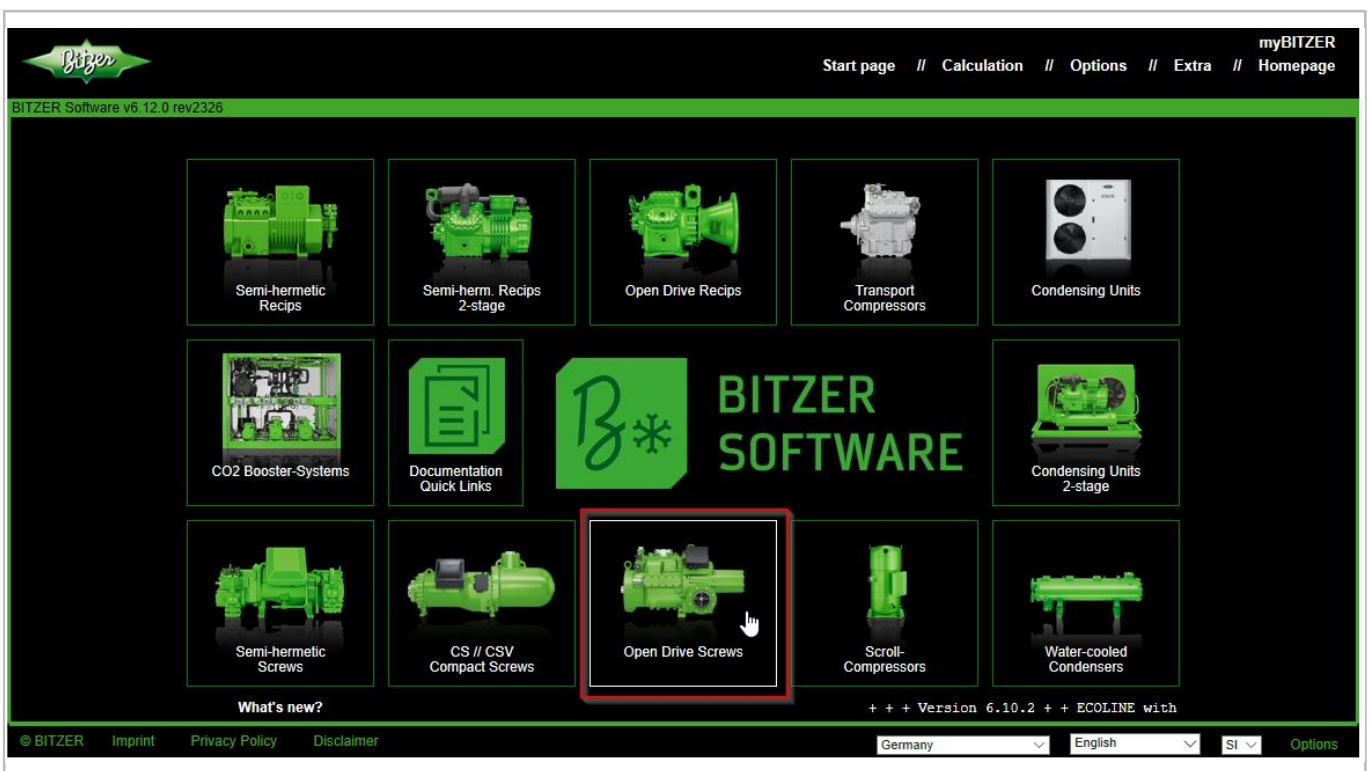 Bitzer
myBITZER
Start page // Calculation // Options // Extra // Homepage
BITZER Software v6.12.0 rev2326
Semi-hermetic
Recips
Semi-herm. Recips
2-stage
Open Drive Recips
Transport
Compressors
Condensing Units
CO2 Booster-Systems
Documentation
Quick Links
B
BITZER
SOFTWARE
Condensing Units
2-stage
Semi-hermetic
Screws
CS // CSV
Compact Screws
Open Drive Screws
Scroll-
Compressors
Water-cooled
Condensers
What's new?
+ + + Version 6.10.2 + + ECOLINE with
© BITZER Imprint Privacy Policy Disclaimer
Germany English SI Options